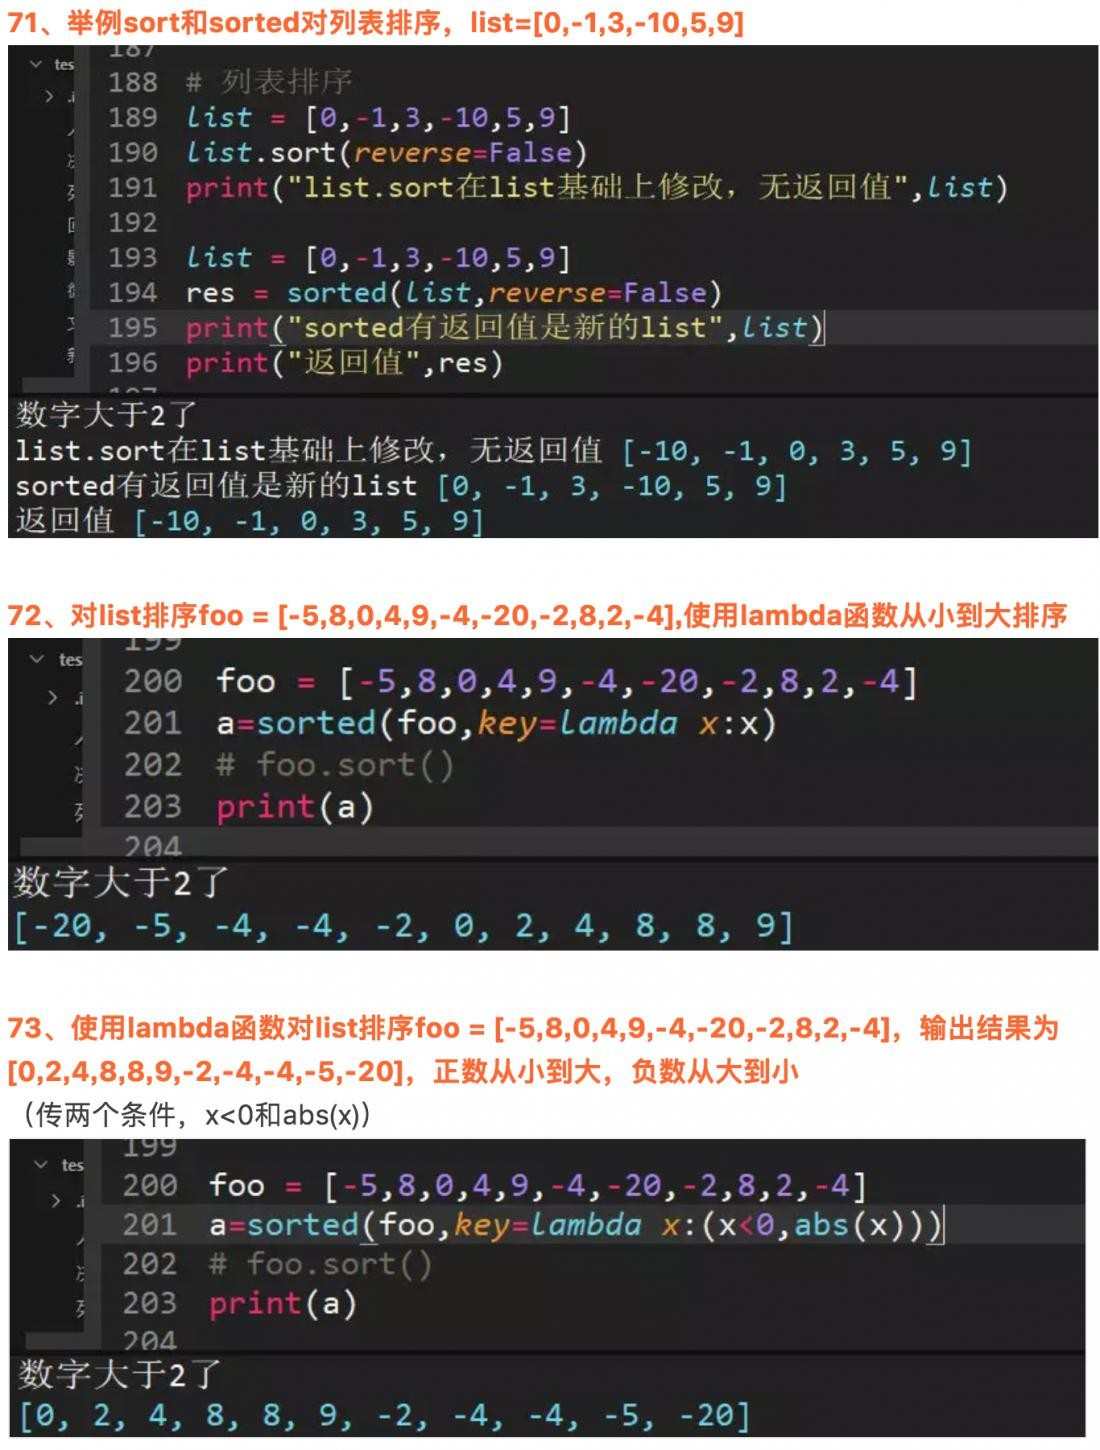 71、举例sort和sorted对列表排序，list=[0,-1,3,-10,5,9]
187
tes
188 # 列表排序
189 list = [0,-1,3,-10,5,9]
190 list.sort(reverse=False)
191 print("list.sort在list基础上修改，无返回值",list)
192
193 list = [0,-1,3,-10,5,9]
194 res = sorted(list,reverse=False)
195 print("sorted有返回值是新的list",list)
196 print("返回值",res)
197
数字大于2了
list.sort在list基础上修改，无返回值 [-10, -1, 0, 3, 5, 9]
sorted有返回值是新的list [0, -1, 3, -10, 5, 9]
返回值 [-10, -1, 0, 3, 5, 9]
72、对list排序foo = [-5,8,0,4,9,-4,-20,-2,8,2,-4],使用lambda函数从小到大排序
199
tes
200 foo = [-5,8,0,4,9,-4,-20,-2,8,2,-4]
201 a=sorted(foo,key=lambda x:x)
202 # foo.sort()
203 print(a)
204
数字大于2了
[-20, -5, -4, -4, -2, 0, 2, 4, 8, 8, 9]
73、使用lambda函数对list排序foo = [-5,8,0,4,9,-4,-20,-2,8,2,-4]，输出结果为
[0,2,4,8,8,9,-2,-4,-4,-5,-20]，正数从小到大，负数从大到小
（传两个条件，x<0和abs(x)）
199
tes
200 foo = [-5,8,0,4,9,-4,-20,-2,8,2,-4]
201 a=sorted(foo,key=lambda x:(x<0,abs(x)))
202 # foo.sort()
203 print(a)
204
数字大于2了
[0, 2, 4, 8, 8, 9, -2, -4, -4, -5, -20]